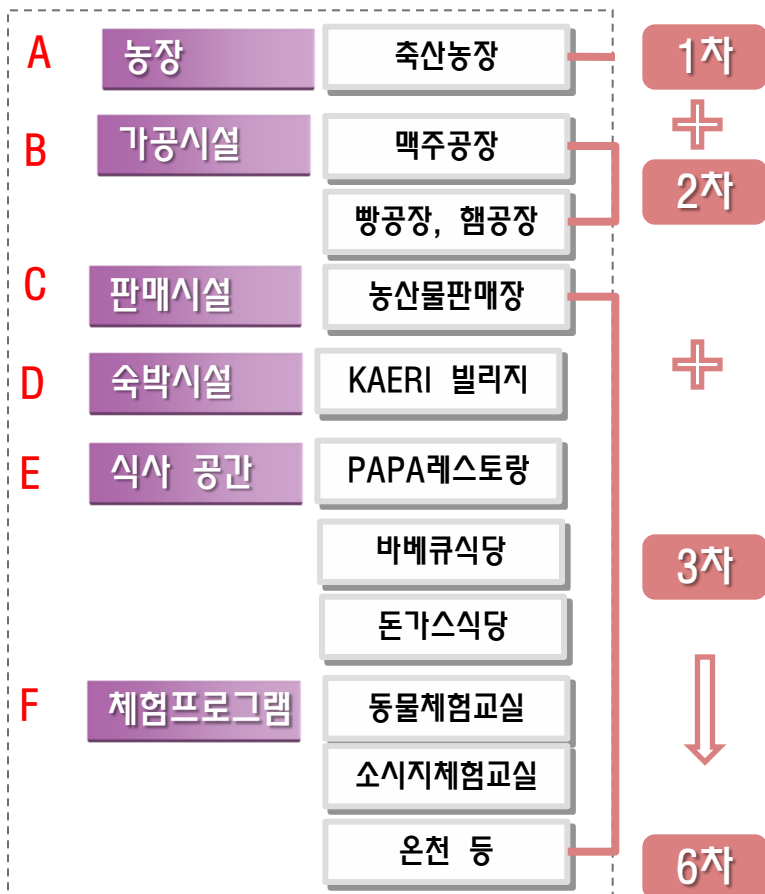 A 농장 축산농장 1차
B 가공시설 맥주공장
2차
빵공장, 햄공장
C 판매시설 농산물판매장
D 숙박시설 KAERI 빌리지
E 식사 공간 PAPA레스토랑
바베큐식당
3차
돈가스식당
F 체험프로그램 동물체험교실
소시지체험교실
온천 등
6차